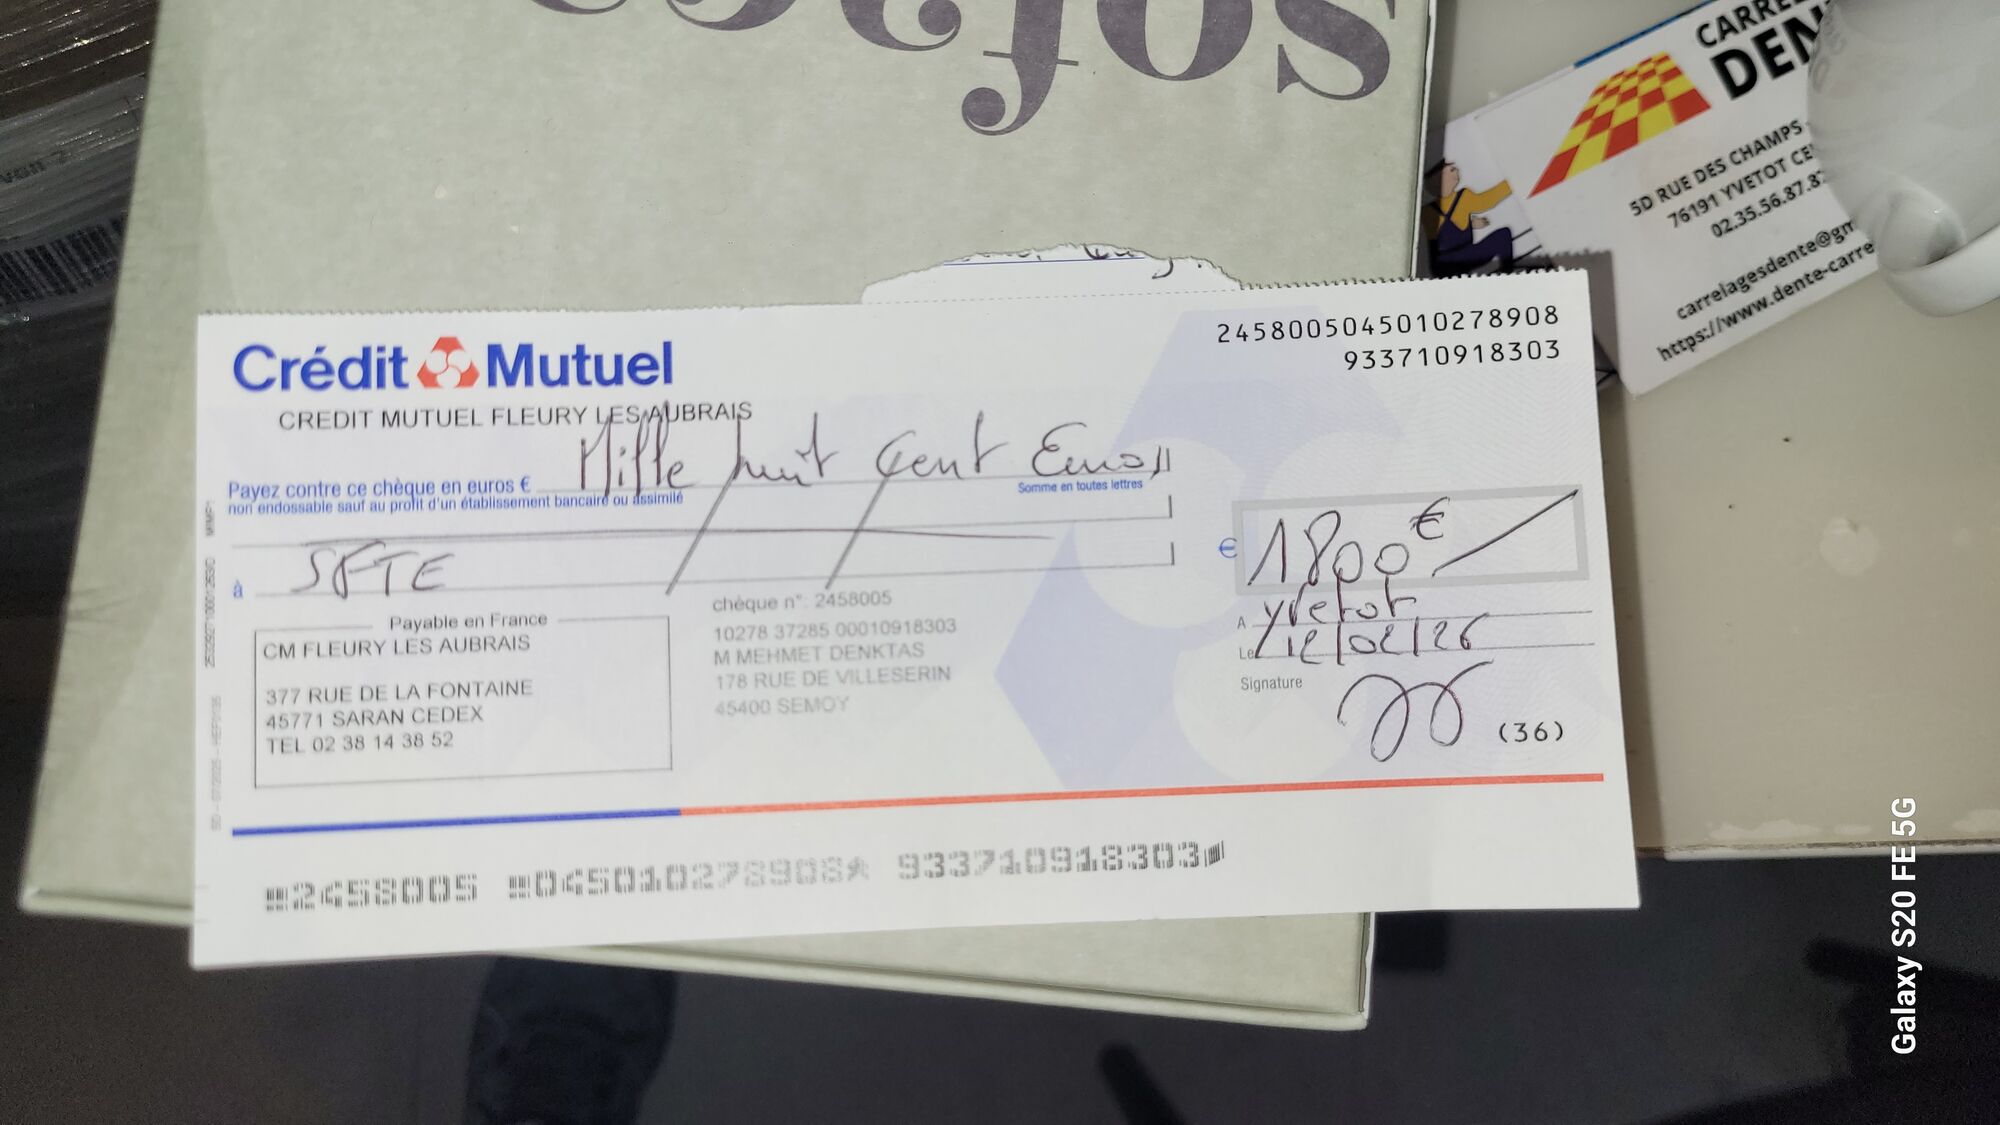 sofac
CARREL
DEN
5D RUE DES CHAMPS
76191 YVETOT CE
02.35.56.87.8
carrelagesdente@gm
https://www.dente-carre
Crédit Mutuel
2458005045010278908
933710918303
CREDIT MUTUEL FLEURY LES AUBRAIS
Mille huit cent Euros
Payez contre ce chèque en euros €
non endossable sauf au profit d'un établissement bancaire ou assimilé
Somme en toutes lettres
€ 1800€
à SFTE
A Yvetot
Le 12/02/26
Signature
(36)
Payable en France
CM FLEURY LES AUBRAIS
377 RUE DE LA FONTAINE
45771 SARAN CEDEX
TEL 02 38 14 38 52
chèque n°: 2458005
10278 37285 00010918303
M MEHMET DENKTAS
178 RUE DE VILLESERIN
45400 SEMOY
2458005 045010278908 933710918303
Galaxy S20 FE 5G